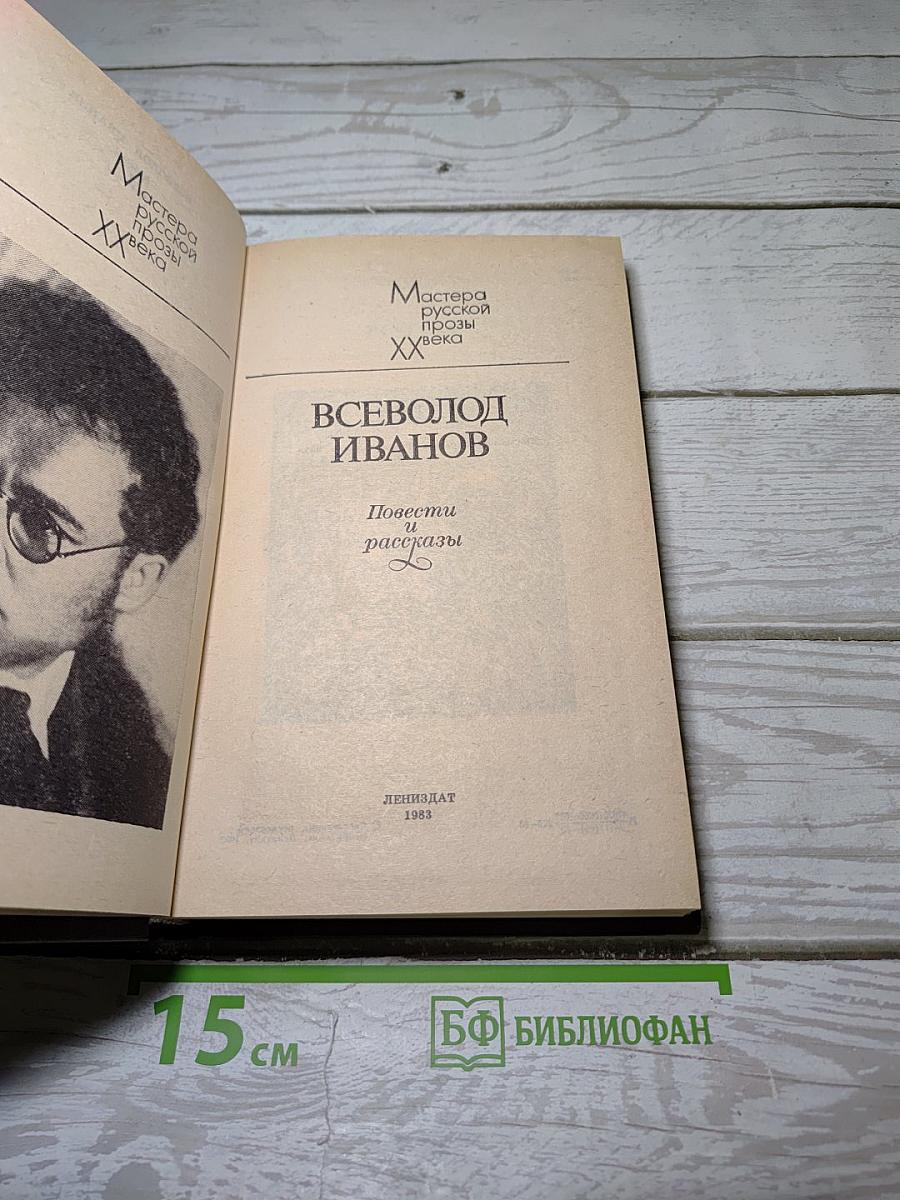 Мастера
русской
прозы
XX века
Мастера
русской
прозы
XX века
ВСЕВОЛОД
ИВАНОВ
Повести
и
рассказы
ЛЕНИЗДАТ
1983
15 см
БФ БИБЛИОФАН